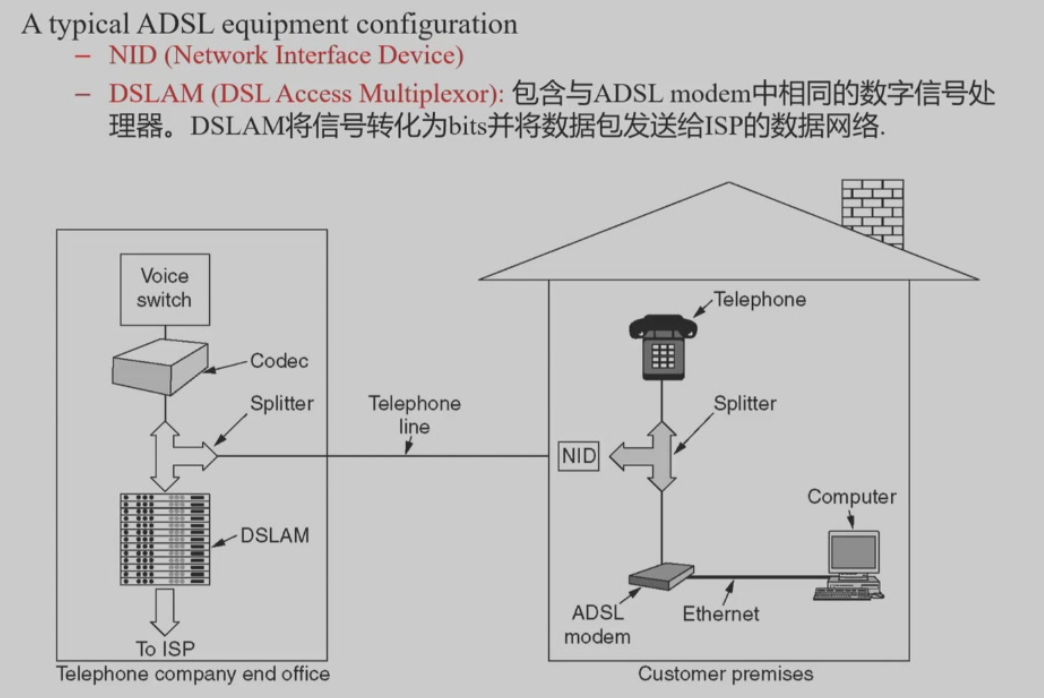 A typical ADSL equipment configuration
– NID (Network Interface Device)
– DSLAM (DSL Access Multiplexor): 包含与ADSL modem中相同的数字信号处
理器。DSLAM将信号转化为bits并将数据包发送给ISP的数据网络.
Voice
switch
Codec
Splitter
Telephone
line
DSLAM
To ISP
Telephone company end office
Telephone
Splitter
NID
Computer
ADSL
modem
Ethernet
Customer premises